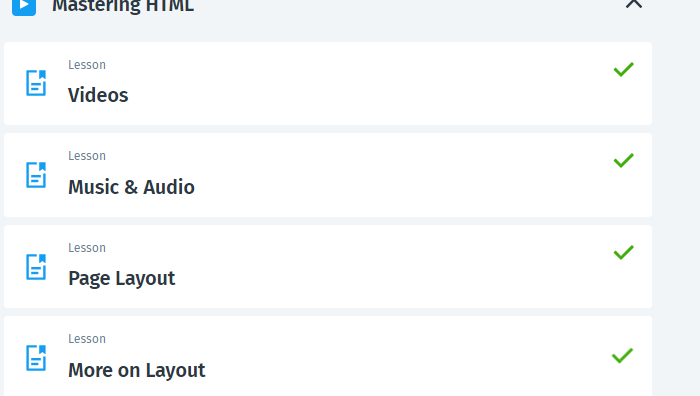 Mastering HTML
Lesson
Videos
Lesson
Music & Audio
Lesson
Page Layout
Lesson
More on Layout